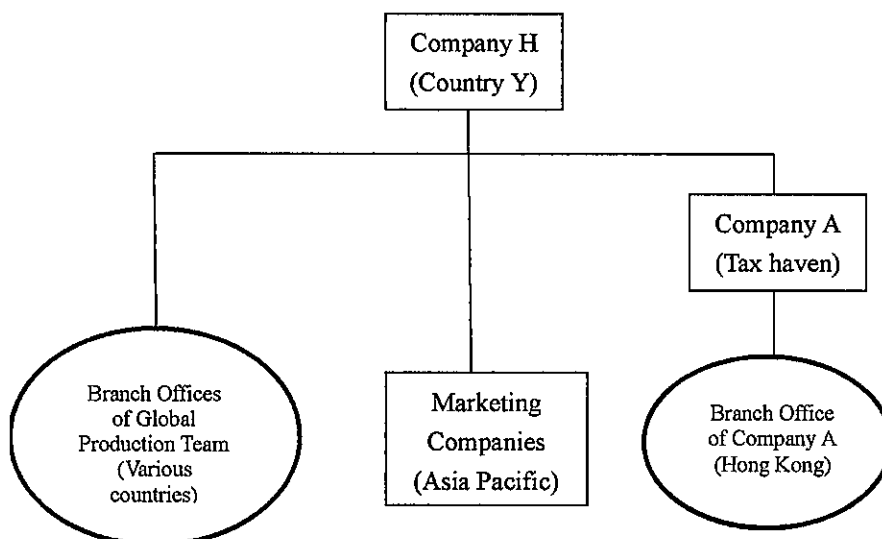 Company H
(Country Y)
Company A
(Tax haven)
Branch Offices
of Global
Production Team
(Various
countries)
Marketing
Companies
(Asia Pacific)
Branch Office
of Company A
(Hong Kong)